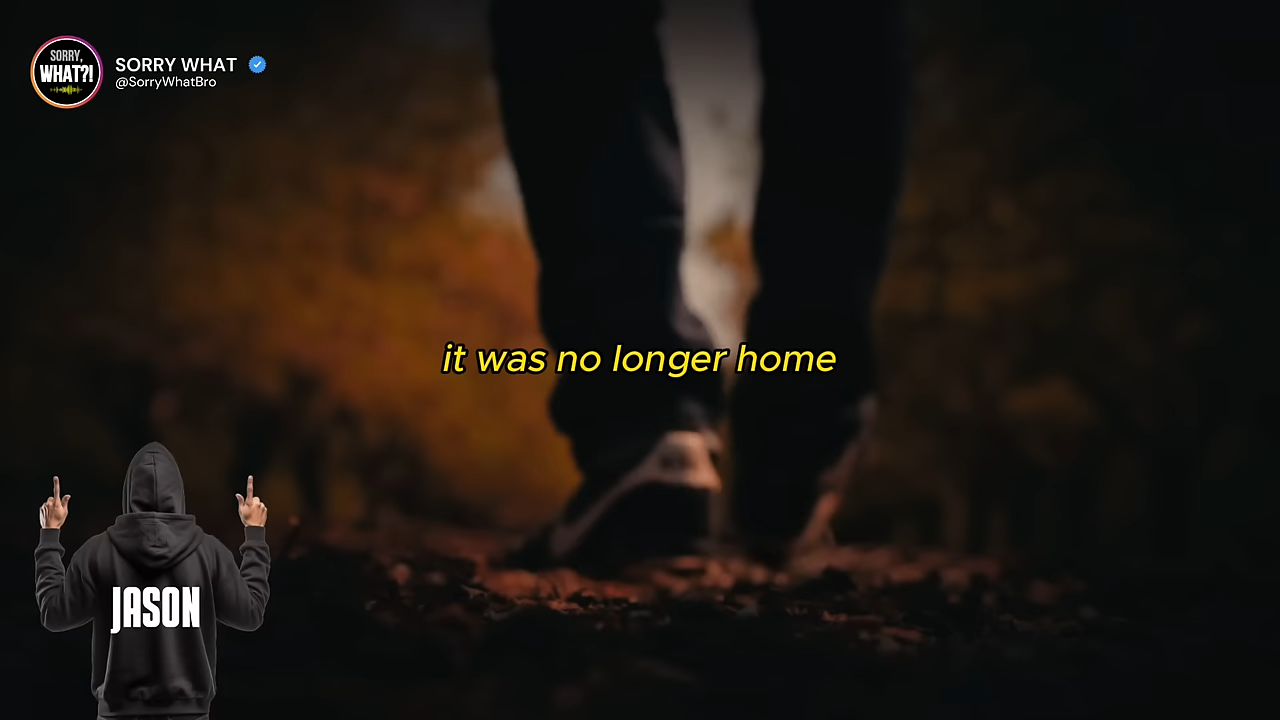 SORRY,
WHAT?!
SORRY WHAT
@SorryWhatBro
it was no longer home
JASON